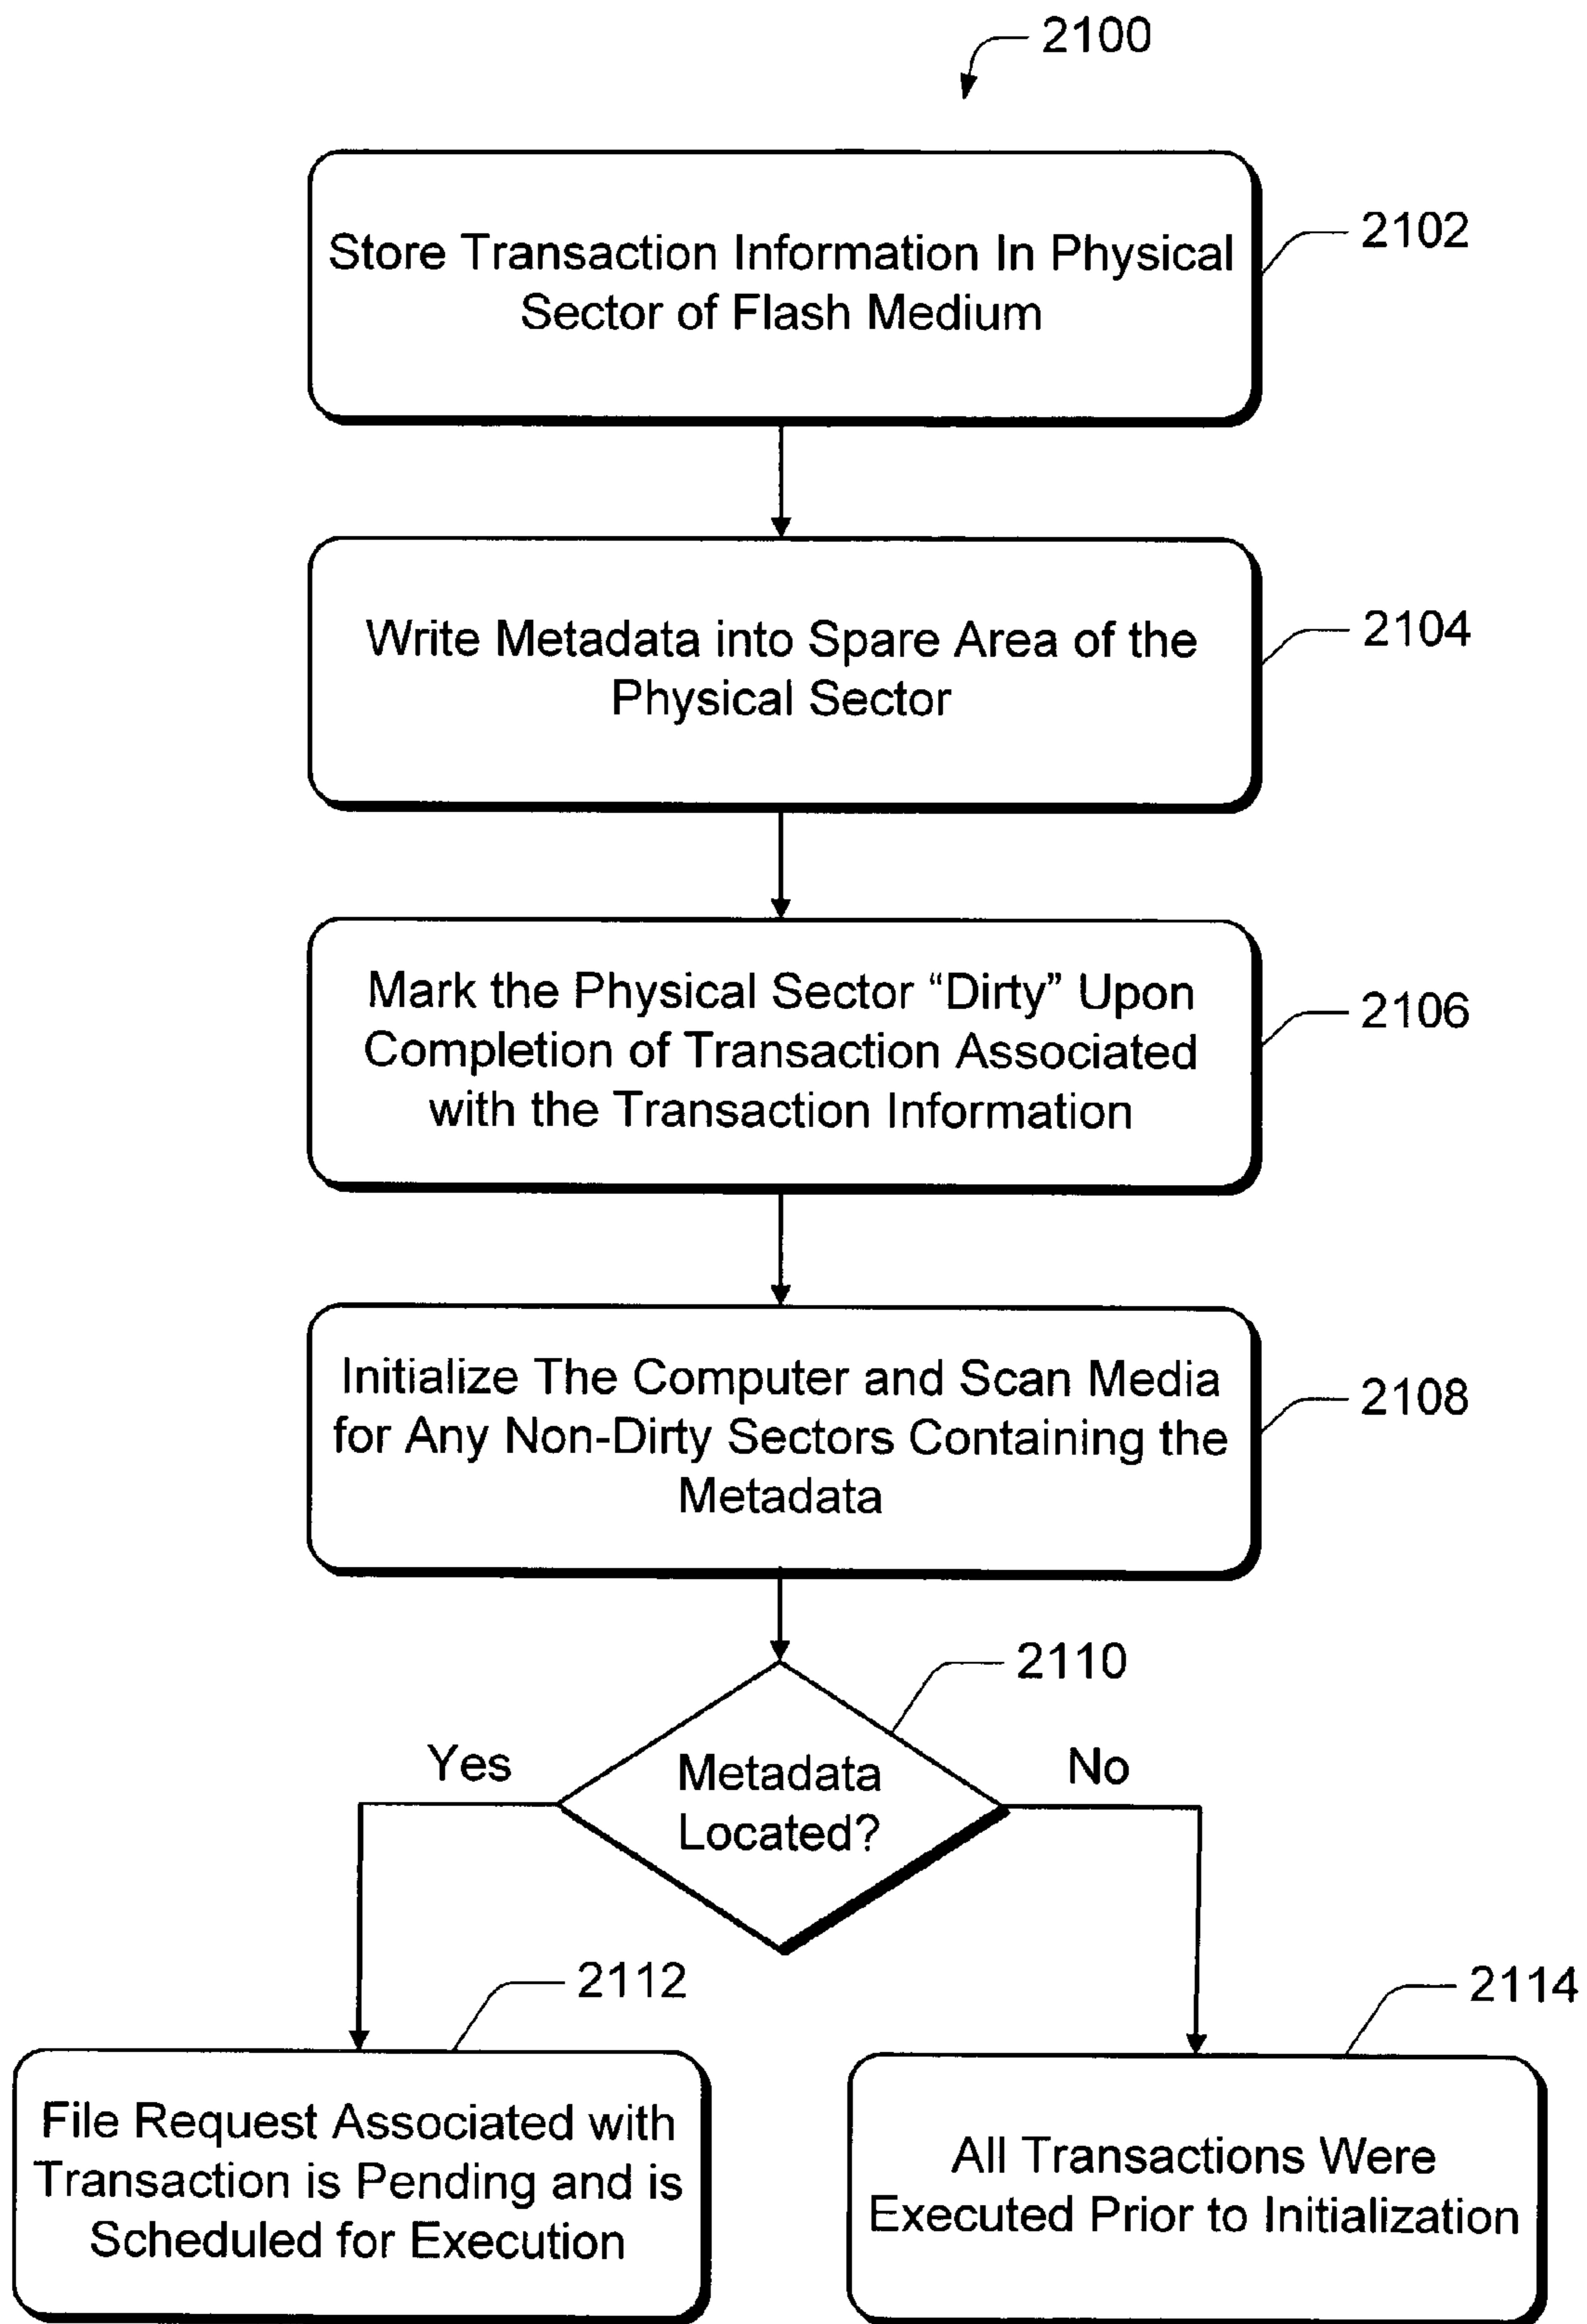 2100
Store Transaction Information In Physical
Sector of Flash Medium
2102
Write Metadata into Spare Area of the
Physical Sector
2104
Mark the Physical Sector “Dirty” Upon
Completion of Transaction Associated
with the Transaction Information
2106
Initialize The Computer and Scan Media
for Any Non-Dirty Sectors Containing the
Metadata
2108
2110
Metadata
Located?
Yes
No
2112
File Request Associated with
Transaction is Pending and is
Scheduled for Execution
2114
All Transactions Were
Executed Prior to Initialization